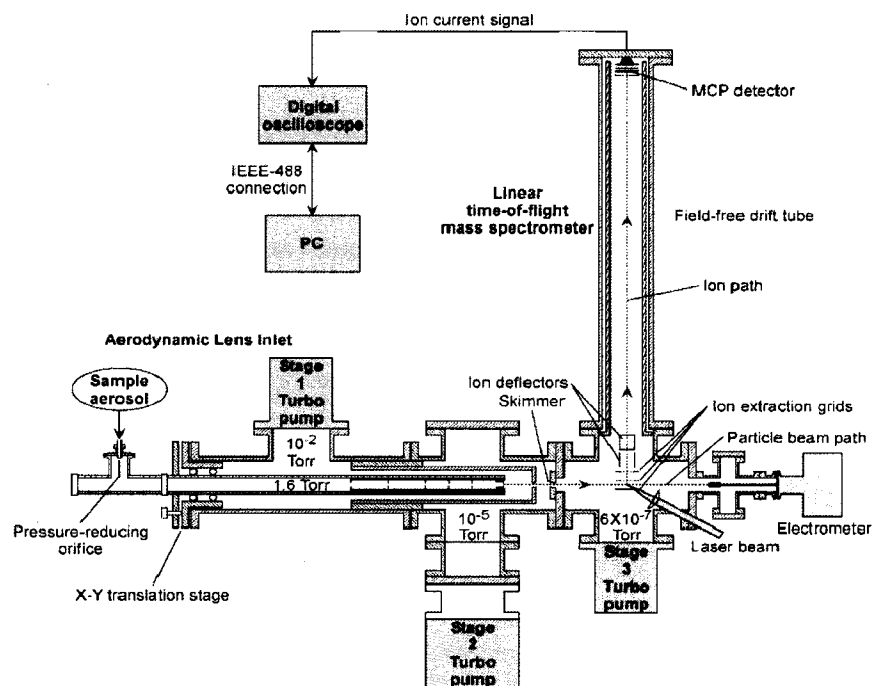 Ion current signal
MCP detector
Digital
oscilloscope
IEEE-488
connection
PC
Linear
time-of-flight
mass spectrometer
Field-free drift tube
Ion path
Aerodynamic Lens Inlet
Sample
aerosol
Stage
1
Turbo
pump
Ion deflectors
Skimmer
Ion extraction grids
Particle beam path
10-2
Torr
1.6 Torr
10-5
Torr
6X10-7
Torr
Pressure-reducing
orifice
Electrometer
Laser beam
X-Y translation stage
Stage
3
Turbo
pump
Stage
2
Turbo
pump